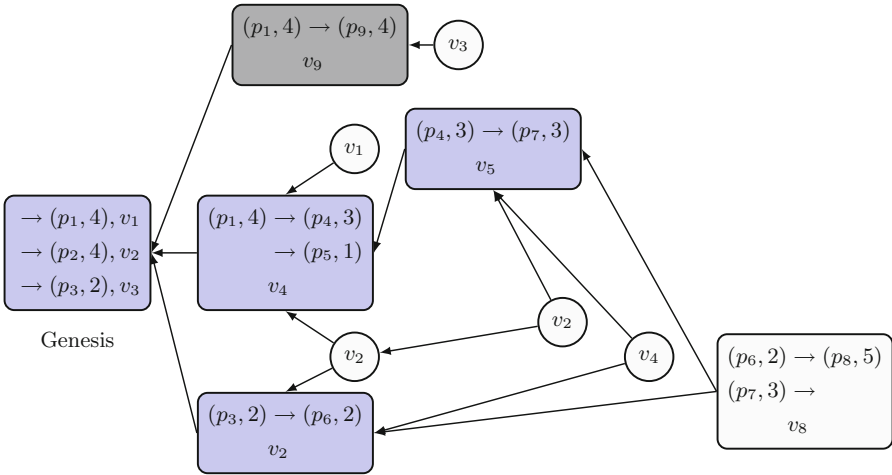 (p₁, 4) → (p₉, 4)
v₉
v₃
(p₄, 3) → (p₇, 3)
v₅
v₁
→ (p₁, 4), v₁
→ (p₂, 4), v₂
→ (p₃, 2), v₃
Genesis
(p₁, 4) → (p₄, 3)
→ (p₅, 1)
v₄
v₂
v₂
v₄
(p₃, 2) → (p₆, 2)
v₂
(p₆, 2) → (p₈, 5)
(p₇, 3) →
v₈